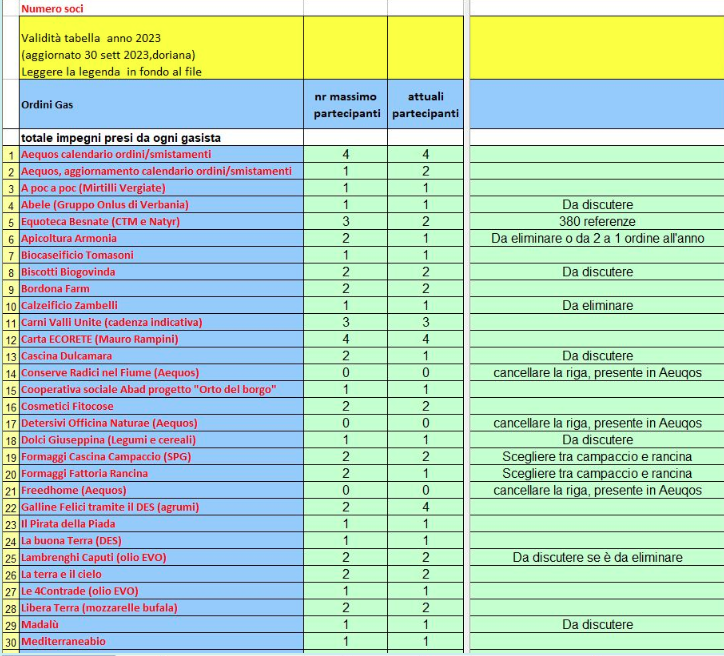 Numero soci
Validità tabella anno 2023
(aggiornato 30 sett 2023,doriana)
Leggere la legenda in fondo al file
Ordini Gas nr massimo partecipanti attuali partecipanti
totale impegni presi da ogni gasista
1 Aequos calendario ordini/smistamenti 4 4
2 Aequos, aggiornamento calendario ordini/smistamenti 1 2
3 A poc a poc (Mirtilli Vergiate) 1 1
4 Abele (Gruppo Onlus di Verbania) 1 1 Da discutere
5 Equoteca Besnate (CTM e Natyr) 3 2 380 referenze
6 Apicoltura Armonia 2 1 Da eliminare o da 2 a 1 ordine all'anno
7 Biocaseificio Tomasoni 1 1
8 Biscotti Biogovinda 2 2 Da discutere
9 Bordona Farm 2 2
10 Calzeificio Zambelli 1 1 Da eliminare
11 Carni Valli Unite (cadenza indicativa) 3 3
12 Carta ECORETE (Mauro Rampini) 4 4
13 Cascina Dulcamara 2 1 Da discutere
14 Conserve Radici nel Fiume (Aequos) 0 0 cancellare la riga, presente in Aeuqos
15 Cooperativa sociale Abad progetto "Orto del borgo" 1 1
16 Cosmetici Fitocose 2 2
17 Detersivi Officina Naturae (Aequos) 0 0 cancellare la riga, presente in Aeuqos
18 Dolci Giuseppina (Legumi e cereali) 1 1 Da discutere
19 Formaggi Cascina Campaccio (SPG) 2 2 Scegliere tra campaccio e rancina
20 Formaggi Fattoria Rancina 2 1 Scegliere tra campaccio e rancina
21 Freedhome (Aequos) 0 0 cancellare la riga, presente in Aeuqos
22 Galline Felici tramite il DES (agrumi) 2 4
23 Il Pirata della Piada 1 1
24 La buona Terra (DES) 1 1
25 Lambrenghi Caputi (olio EVO) 2 2 Da discutere se è da eliminare
26 La terra e il cielo 2 2
27 Le 4Contrade (olio EVO) 1 1
28 Libera Terra (mozzarelle bufala) 2 2
29 Madalù 1 1 Da discutere
30 Mediterraneabio 1 1